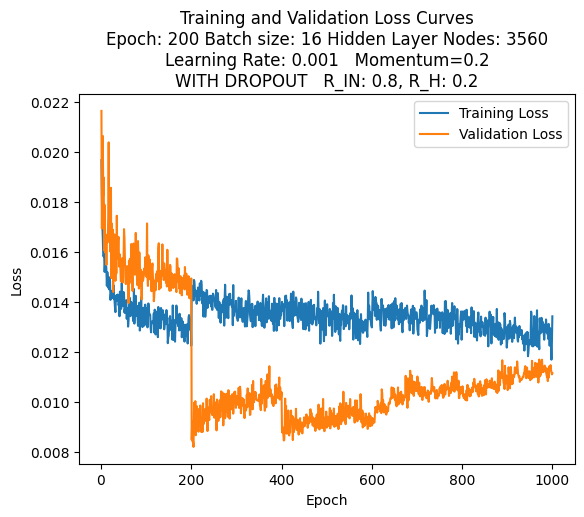 Training and Validation Loss Curves
Epoch: 200 Batch size: 16 Hidden Layer Nodes: 3560
Learning Rate: 0.001   Momentum=0.2
WITH DROPOUT   R_IN: 0.8, R_H: 0.2
Training Loss
Validation Loss
0.022
0.020
0.018
0.016
0.014
0.012
0.010
0.008
Loss
0
200
400
600
800
1000
Epoch